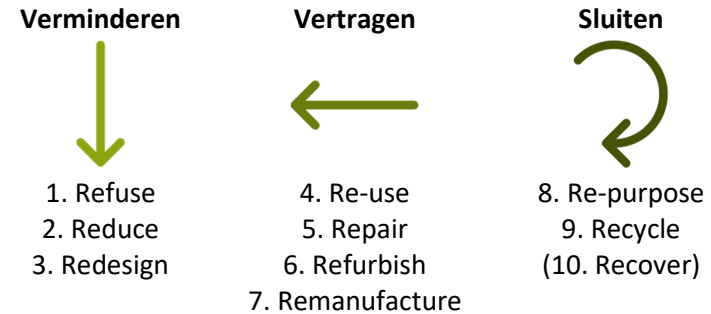 Verminderen
1. Refuse
2. Reduce
3. Redesign
Vertragen
4. Re-use
5. Repair
6. Refurbish
7. Remanufacture
Sluiten
8. Re-purpose
9. Recycle
(10. Recover)